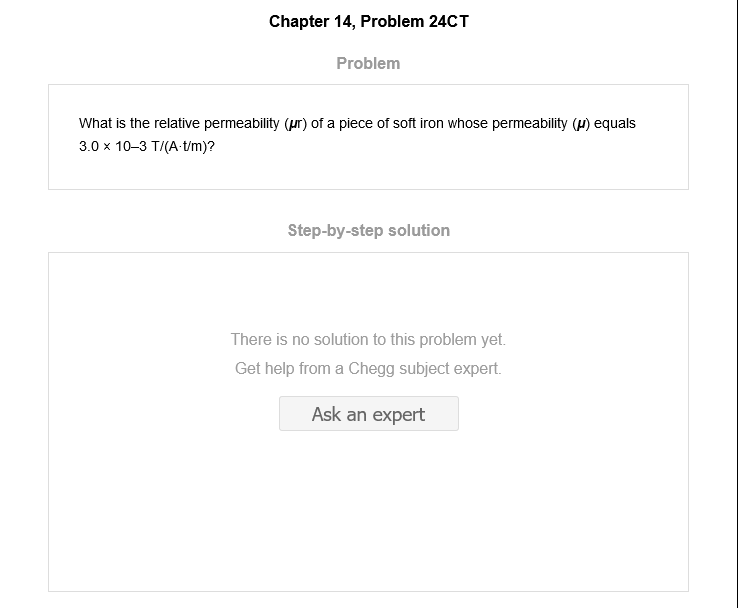 Chapter 14, Problem 24CT
Problem
What is the relative permeability (μr) of a piece of soft iron whose permeability (μ) equals
3.0 × 10–3 T/(A·t/m)?
Step-by-step solution
There is no solution to this problem yet.
Get help from a Chegg subject expert.
Ask an expert